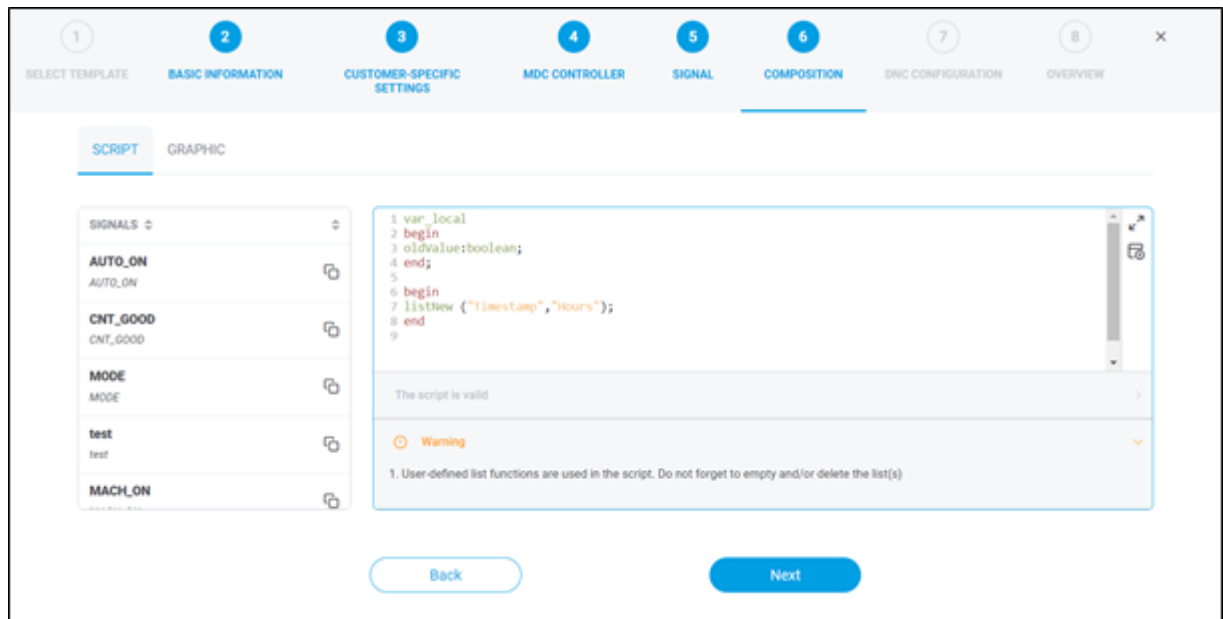 1 2 3 4 5 6 7 8
SELECT TEMPLATE BASIC INFORMATION CUSTOMER-SPECIFIC SETTINGS MDC CONTROLLER SIGNAL COMPOSITION DNC CONFIGURATION OVERVIEW
SCRIPT GRAPHIC
SIGNALS
AUTO_ON
AUTO_ON
CNT_GOOD
CNT_GOOD
MODE
MODE
test
test
MACH_ON
1 var_local
2 begin
3 oldValue:boolean;
4 end;
5
6 begin
7 listNew ("Timestamp","Hours");
8 end
9
The script is valid
Warning
1. User-defined list functions are used in the script. Do not forget to empty and/or delete the list(s)
Back Next